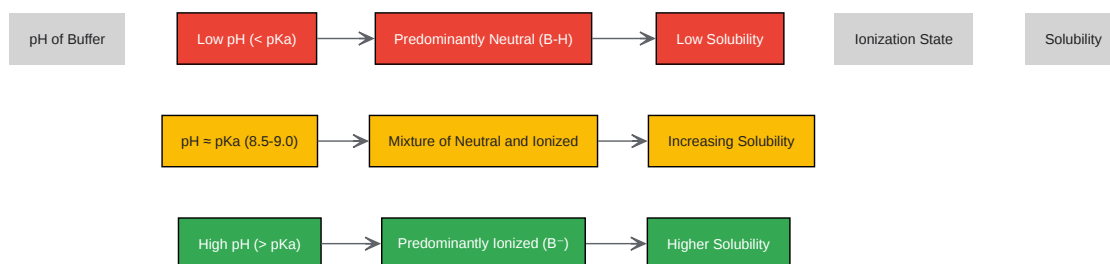 pH of Buffer
Low pH (< pKa)
Predominantly Neutral (B-H)
Low Solubility
Ionization State
Solubility
pH ≈ pKa (8.5-9.0)
Mixture of Neutral and Ionized
Increasing Solubility
High pH (> pKa)
Predominantly Ionized (B⁻)
Higher Solubility